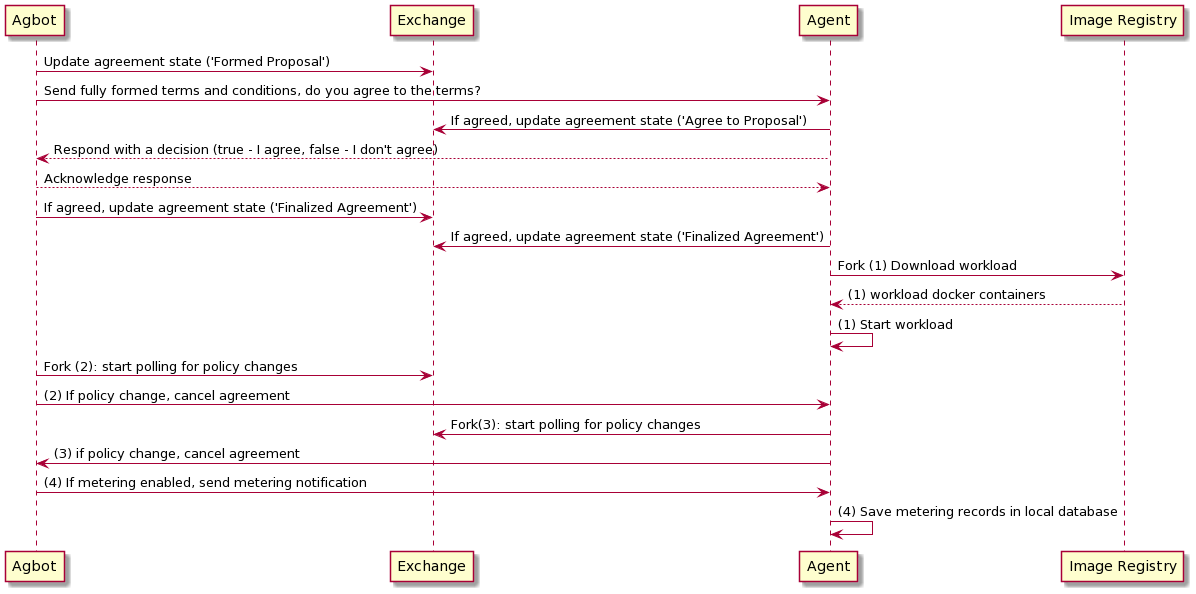 Agbot
Exchange
Agent
Image Registry
Update agreement state ('Formed Proposal')
Send fully formed terms and conditions, do you agree to the terms?
If agreed, update agreement state ('Agree to Proposal')
Respond with a decision (true - I agree, false - I don't agree)
Acknowledge response
If agreed, update agreement state ('Finalized Agreement')
If agreed, update agreement state ('Finalized Agreement')
Fork (1) Download workload
(1) workload docker containers
(1) Start workload
Fork (2): start polling for policy changes
(2) If policy change, cancel agreement
Fork(3): start polling for policy changes
(3) if policy change, cancel agreement
(4) If metering enabled, send metering notification
(4) Save metering records in local database
Agbot
Exchange
Agent
Image Registry